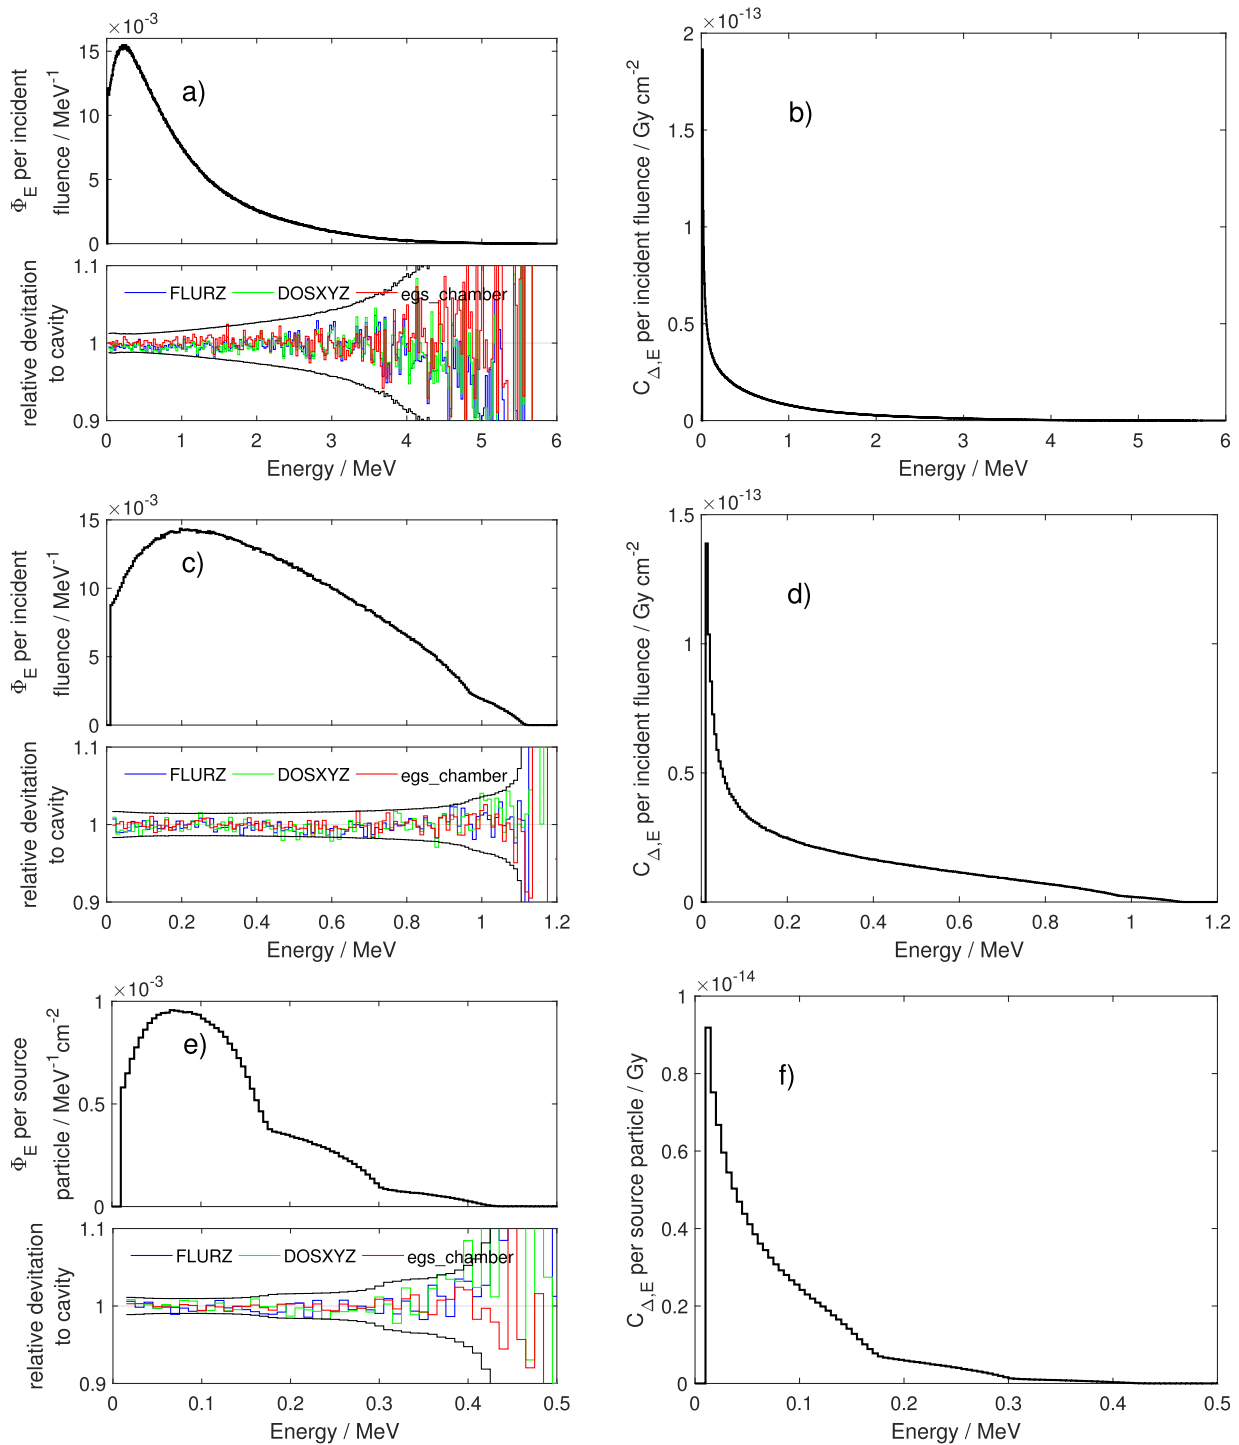 ×10-3
15
10
5
0
ΦE per incident
fluence / MeV-1
a)
1.1
1
0.9
relative devitation
to cavity
FLURZ DOSXYZ egs_chamber
0 1 2 3 4 5 6
Energy / MeV
×10-13
2
1.5
1
0.5
0
CΔ,E per incident fluence / Gy cm-2
b)
0 1 2 3 4 5 6
Energy / MeV
×10-3
15
10
5
0
ΦE per incident
fluence / MeV-1
c)
1.1
1
0.9
relative devitation
to cavity
FLURZ DOSXYZ egs_chamber
0 0.2 0.4 0.6 0.8 1 1.2
Energy / MeV
×10-13
1.5
1
0.5
0
CΔ,E per incident fluence / Gy cm-2
d)
0 0.2 0.4 0.6 0.8 1 1.2
Energy / MeV
×10-3
1
0.5
0
ΦE per source
particle / MeV-1cm-2
e)
1.1
1
0.9
relative devitation
to cavity
FLURZ DOSXYZ egs_chamber
0 0.1 0.2 0.3 0.4 0.5
Energy / MeV
×10-14
1
0.8
0.6
0.4
0.2
0
CΔ,E per source particle / Gy
f)
0 0.1 0.2 0.3 0.4 0.5
Energy / MeV